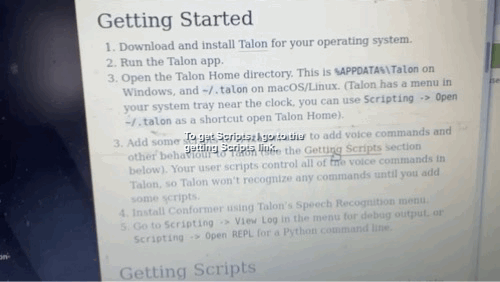 Getting Started
1. Download and install Talon for your operating system.
2. Run the Talon app.
3. Open the Talon Home directory. This is %APPDATA%\Talon on
Windows, and ~/.talon on macOS/Linux. (Talon has a menu in
your system tray near the clock, you can use Scripting -> Open
~/.talon as a shortcut open Talon Home).
3. Add some to add voice commands and
To get Scripts, I go to the
getting Scripts link.
other behaviour to Talon (see the Getting Scripts section
below). Your user scripts control all of the voice commands in
Talon, so Talon won't recognize any commands until you add
some scripts.
4. Install Conformer using Talon's Speech Recognition menu.
5. Go to Scripting -> View Log in the menu for debug output, or
Scripting -> Open REPL for a Python command line.
Getting Scripts